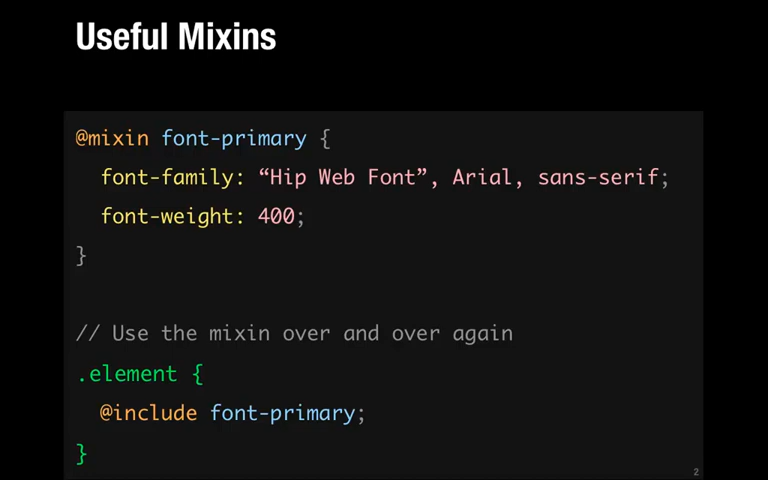 Useful Mixins
@mixin font-primary {
font-family: “Hip Web Font”, Arial, sans-serif;
font-weight: 400;
}
// Use the mixin over and over again
.element {
@include font-primary;
}
2